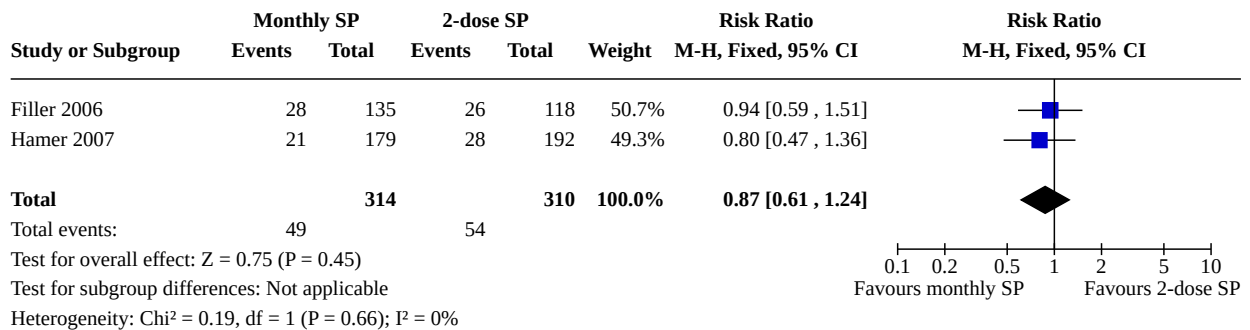 Monthly SP 2-dose SP Risk Ratio Risk Ratio
Study or Subgroup Events Total Events Total Weight M-H, Fixed, 95% CI M-H, Fixed, 95% CI
Filler 2006 28 135 26 118 50.7% 0.94 [0.59 , 1.51]
Hamer 2007 21 179 28 192 49.3% 0.80 [0.47 , 1.36]
Total 314 310 100.0% 0.87 [0.61 , 1.24]
Total events: 49 54
Test for overall effect: Z = 0.75 (P = 0.45)
0.1 0.2 0.5 1 2 5 10
Test for subgroup differences: Not applicable Favours monthly SP Favours 2-dose SP
Heterogeneity: Chi² = 0.19, df = 1 (P = 0.66); I² = 0%